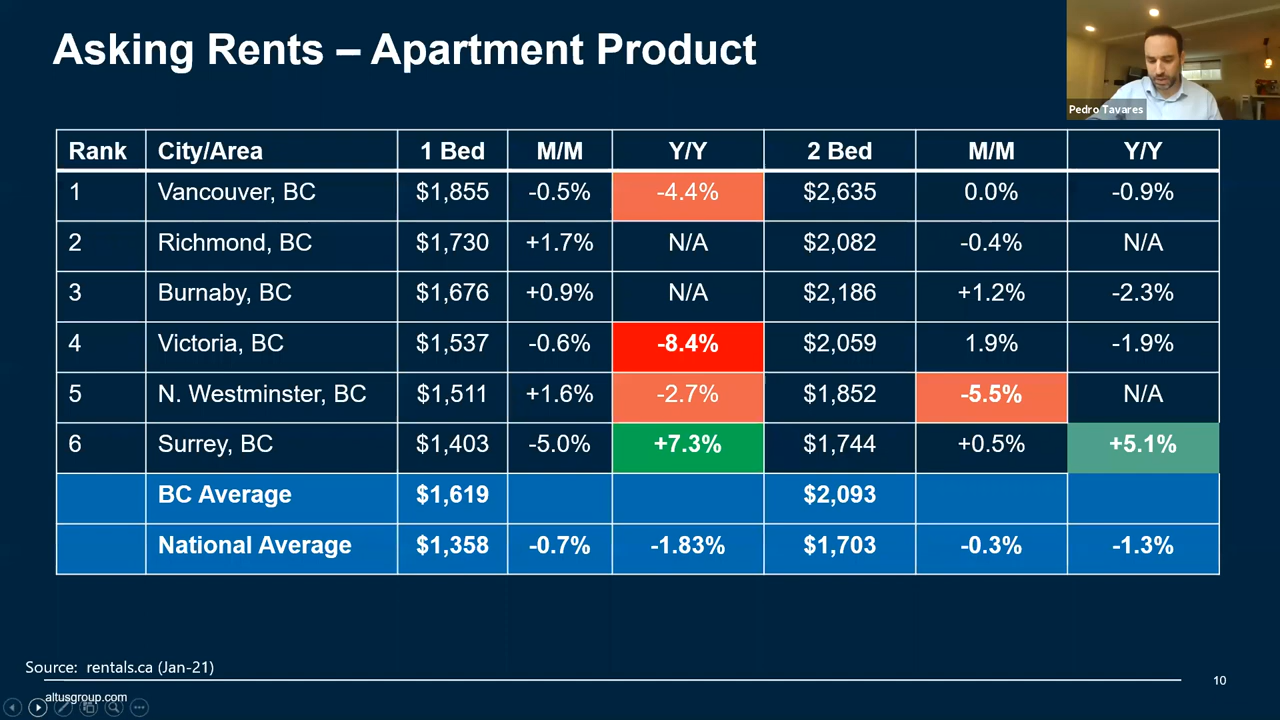 Asking Rents – Apartment Product
Pedro Tavares
Rank City/Area 1 Bed M/M Y/Y 2 Bed M/M Y/Y
1 Vancouver, BC $1,855 -0.5% -4.4% $2,635 0.0% -0.9%
2 Richmond, BC $1,730 +1.7% N/A $2,082 -0.4% N/A
3 Burnaby, BC $1,676 +0.9% N/A $2,186 +1.2% -2.3%
4 Victoria, BC $1,537 -0.6% -8.4% $2,059 1.9% -1.9%
5 N. Westminster, BC $1,511 +1.6% -2.7% $1,852 -5.5% N/A
6 Surrey, BC $1,403 -5.0% +7.3% $1,744 +0.5% +5.1%
BC Average $1,619 $2,093
National Average $1,358 -0.7% -1.83% $1,703 -0.3% -1.3%
Source: rentals.ca (Jan-21)
10
altusgroup.com